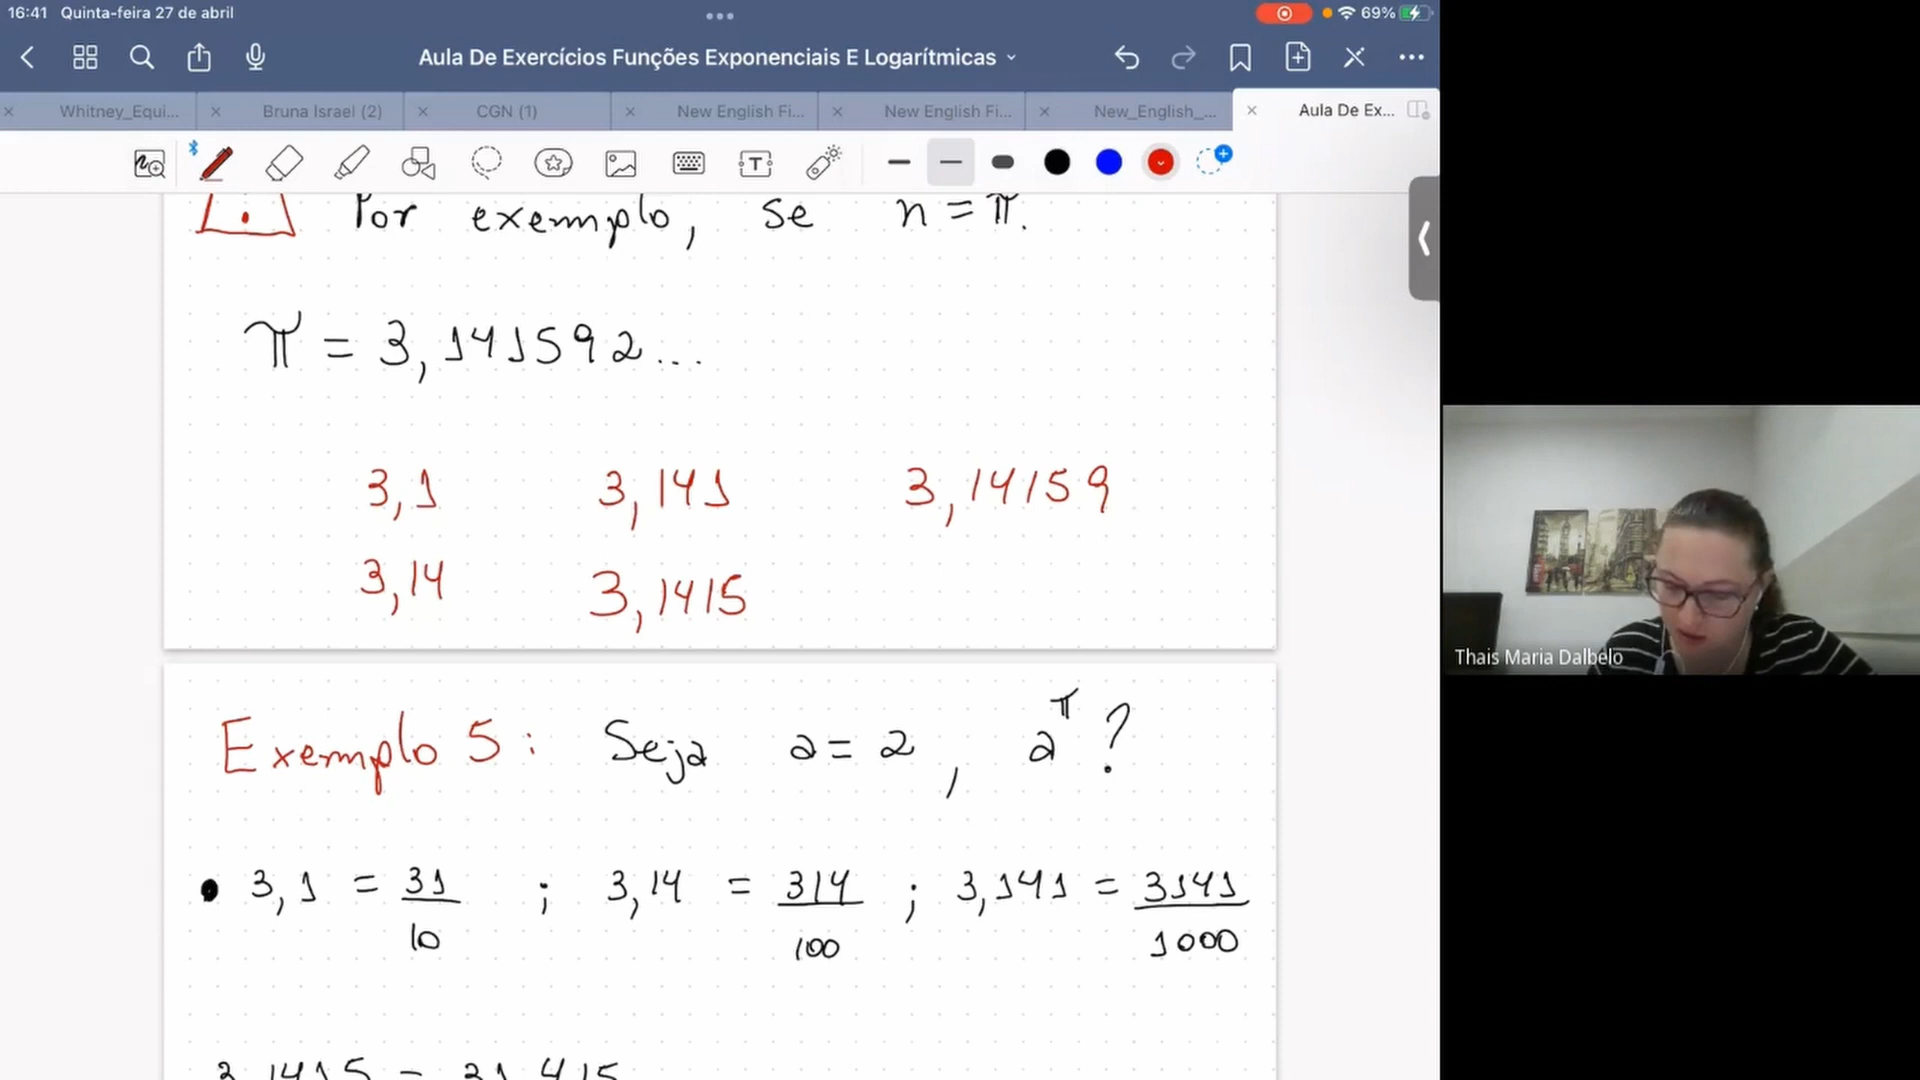 16:41 Quinta-feira 27 de abril
69%
Aula De Exercícios Funções Exponenciais E Logarítmicas
Whitney_Equi...
Bruna Israel (2)
CGN (1)
New English Fi...
New English Fi...
New_English_...
Aula De Ex...
Por exemplo, se n = π.
π = 3,141592...
3,1 3,141 3,14159
3,14 3,1415
Exemplo 5: Seja a = 2, a^π?
• 3,1 = 31/10 ; 3,14 = 314/100 ; 3,141 = 3141/1000
3,1415 = 31415
Thais Maria Dalbelo